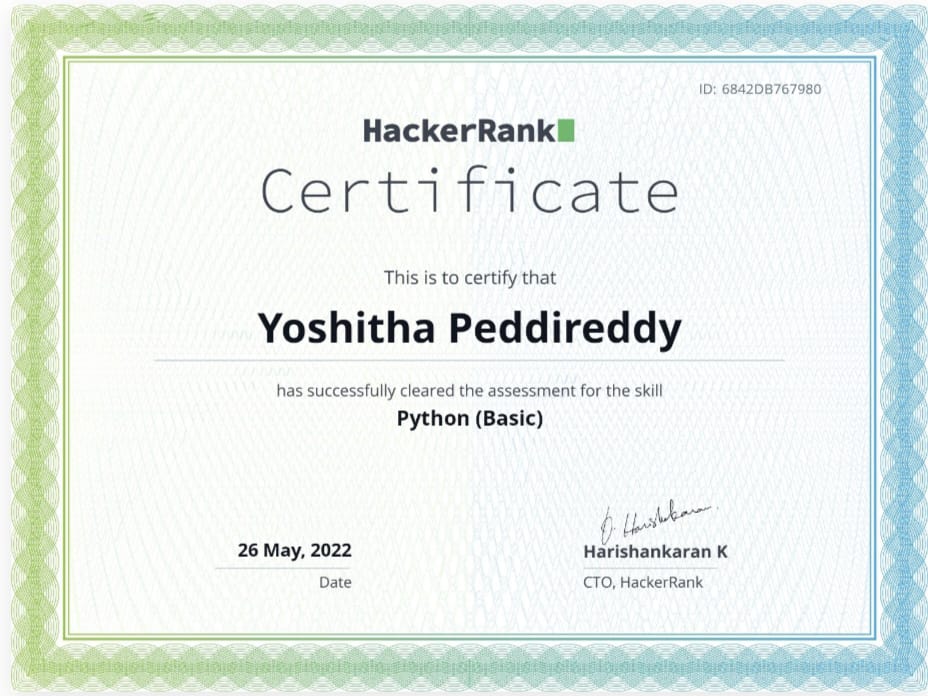 ID: 6842DB767980
HackerRank
Certificate
This is to certify that
Yoshitha Peddireddy
has successfully cleared the assessment for the skill
Python (Basic)
26 May, 2022
Date
Harishankaran K
CTO, HackerRank